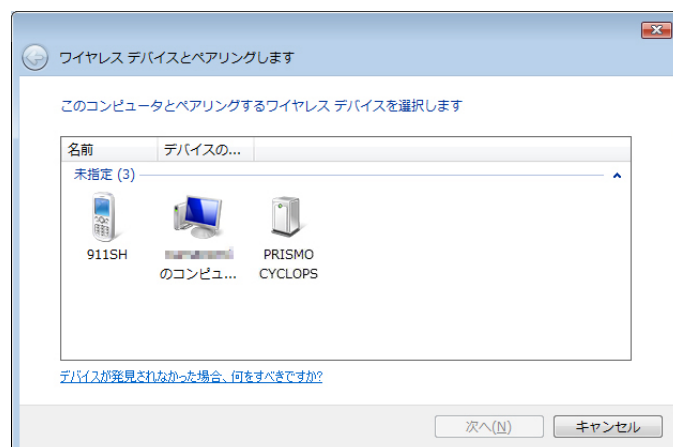 ワイヤレス デバイスとペアリングします
このコンピュータとペアリングするワイヤレス デバイスを選択します
名前 デバイスの...
未指定 (3)
911SH
のコンピュ...
PRISMO
CYCLOPS
デバイスが発見されなかった場合、何をすべきですか?
次へ(N) キャンセル